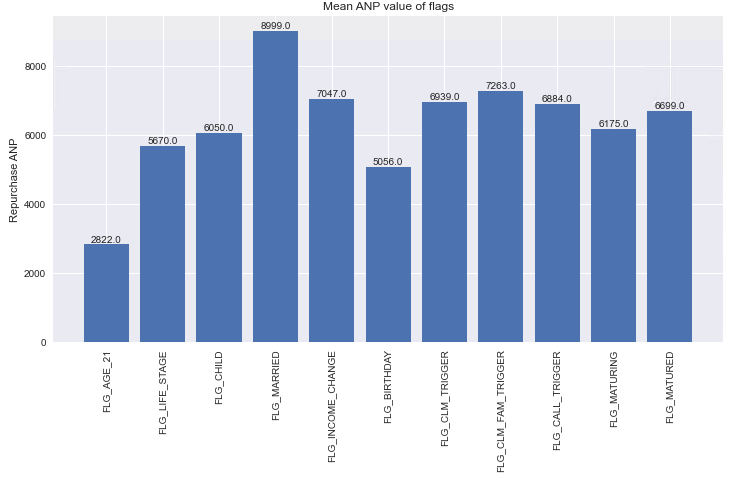 Mean ANP value of flags
Repurchase ANP
8000
6000
4000
2000
0
2822.0
5670.0
6050.0
8999.0
7047.0
5056.0
6939.0
7263.0
6884.0
6175.0
6699.0
FLG_AGE_21
FLG_LIFE_STAGE
FLG_CHILD
FLG_MARRIED
FLG_INCOME_CHANGE
FLG_BIRTHDAY
FLG_CLM_TRIGGER
FLG_CLM_FAM_TRIGGER
FLG_CALL_TRIGGER
FLG_MATURING
FLG_MATURED